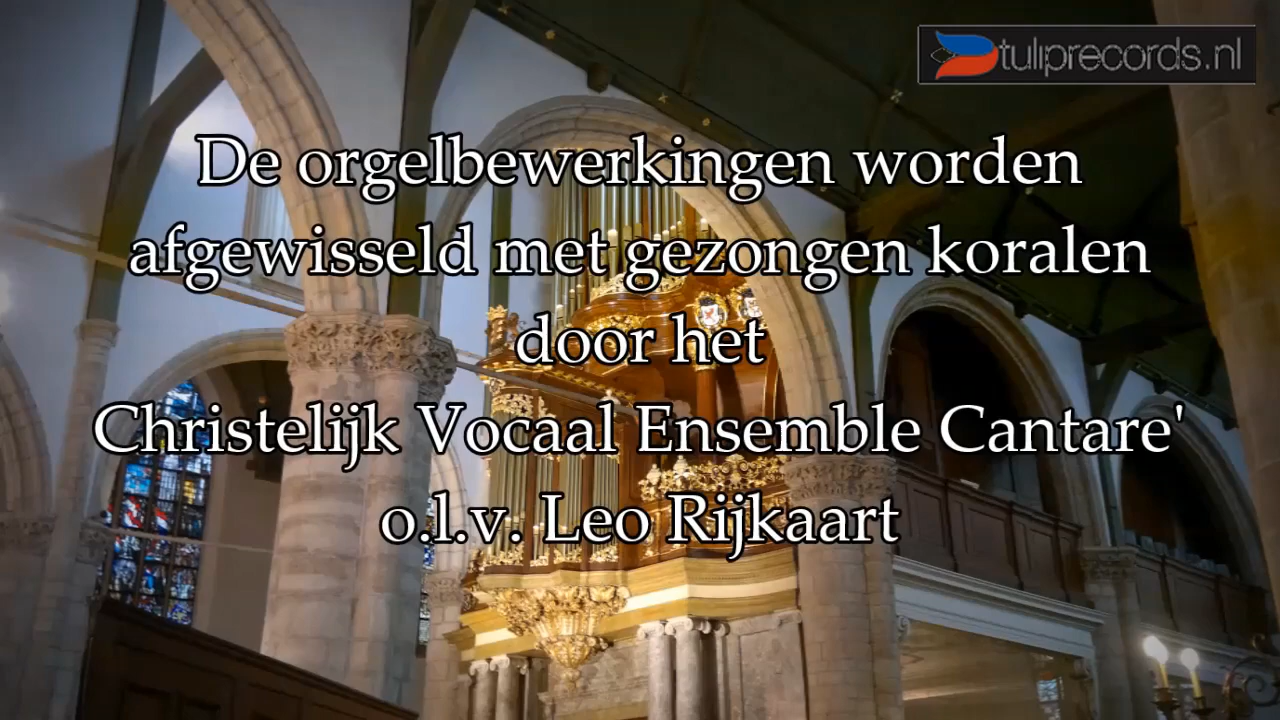 tuliprecords.nl
De orgelbewerkingen worden
afgewisseld met gezongen koralen
door het
Christelijk Vocaal Ensemble Cantare'
o.l.v. Leo Rijkaart